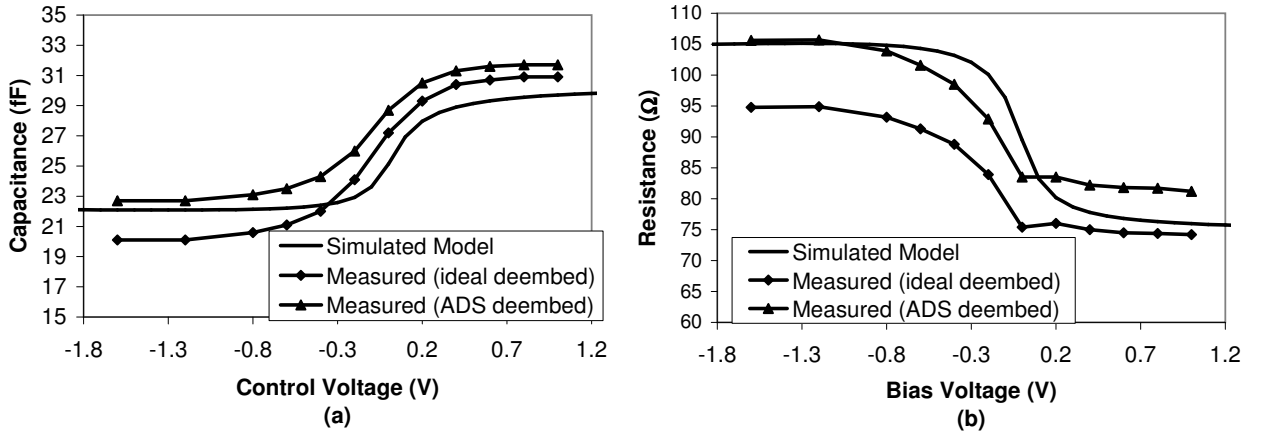 35
33
31
29
27
25
23
21
19
17
15
Capacitance (fF)
Simulated Model
Measured (ideal deembed)
Measured (ADS deembed)
-1.8 -1.3 -0.8 -0.3 0.2 0.7 1.2
Control Voltage (V)
(a)
110
105
100
95
90
85
80
75
70
65
60
Resistance (Ω)
Simulated Model
Measured (ideal deembed)
Measured (ADS deembed)
-1.8 -1.3 -0.8 -0.3 0.2 0.7 1.2
Bias Voltage (V)
(b)